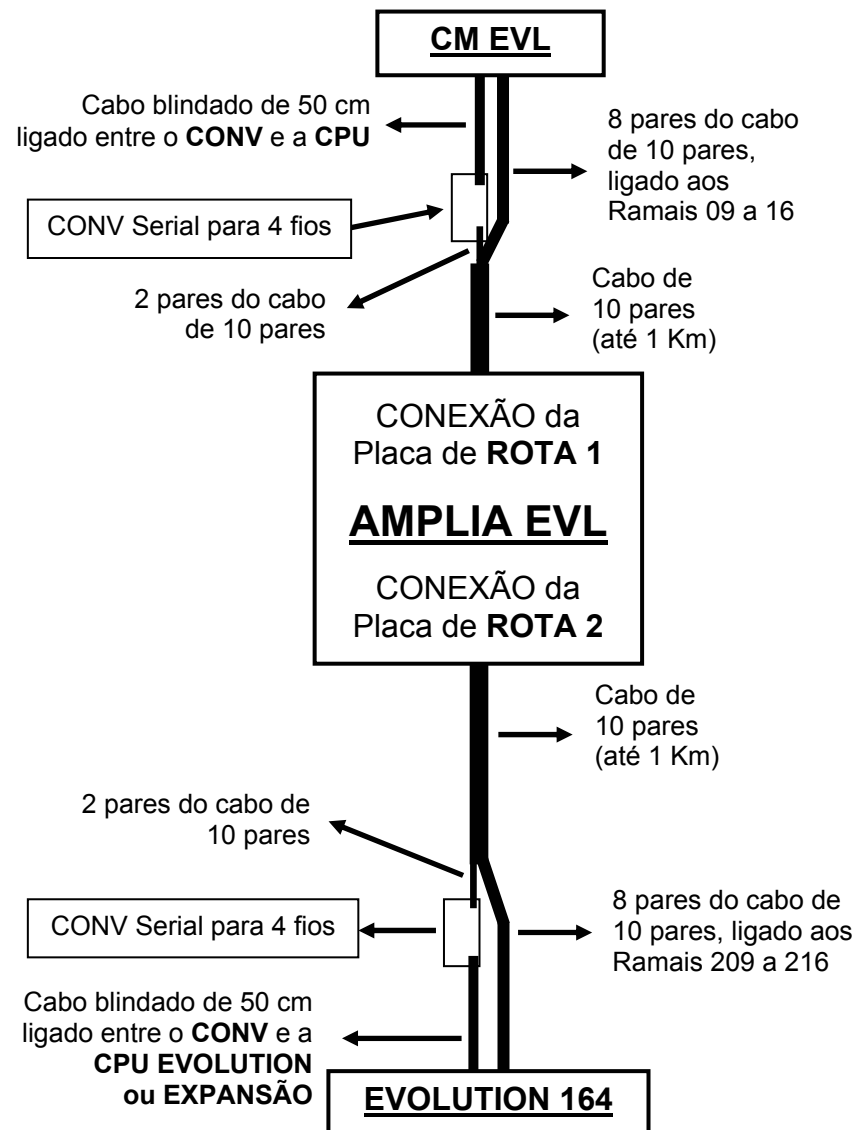 CM EVL
Cabo blindado de 50 cm
ligado entre o CONV e a CPU
8 pares do cabo
de 10 pares,
ligado aos
Ramais 09 a 16
CONV Serial para 4 fios
2 pares do cabo
de 10 pares
Cabo de
10 pares
(até 1 Km)
CONEXÃO da
Placa de ROTA 1
AMPLIA EVL
CONEXÃO da
Placa de ROTA 2
Cabo de
10 pares
(até 1 Km)
2 pares do cabo de
10 pares
CONV Serial para 4 fios
8 pares do cabo de
10 pares, ligado aos
Ramais 209 a 216
Cabo blindado de 50 cm
ligado entre o CONV e a
CPU EVOLUTION
ou EXPANSÃO
EVOLUTION 164